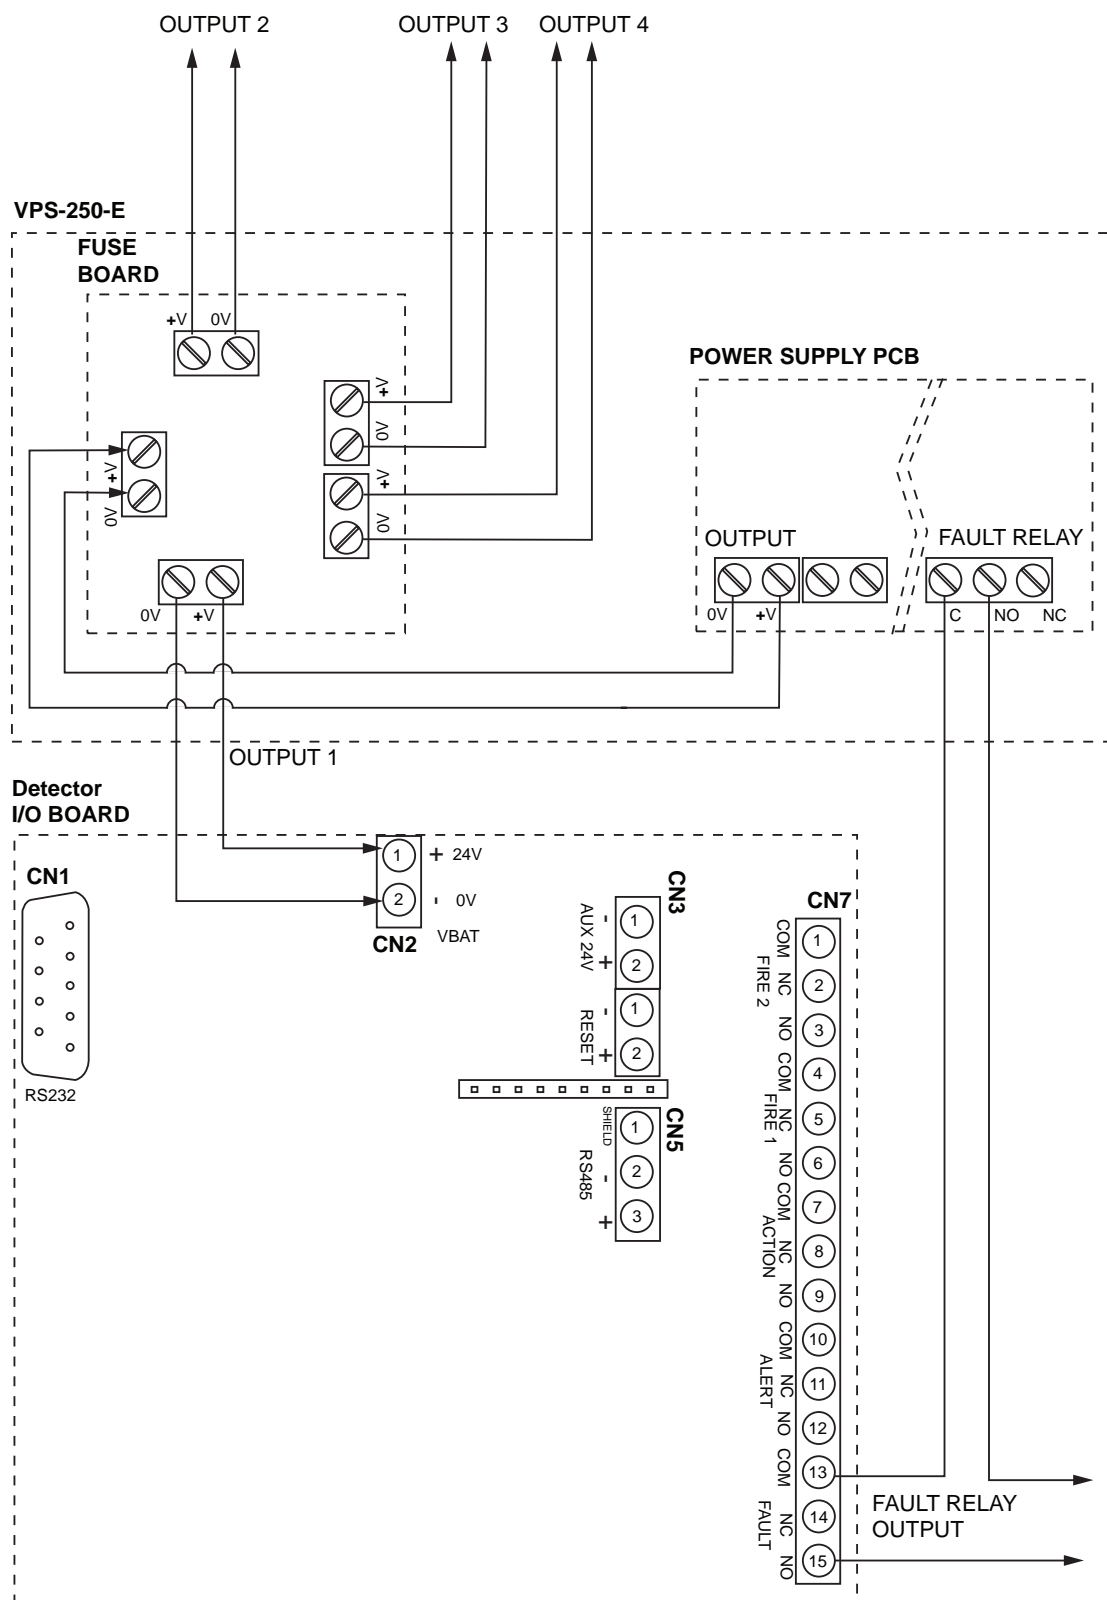 OUTPUT 2
OUTPUT 3
OUTPUT 4
VPS-250-E
FUSE
BOARD
+V
0V
+V
0V
+V
0V
+V
0V
0V
+V
POWER SUPPLY PCB
OUTPUT
FAULT RELAY
0V
+V
C
NO
NC
OUTPUT 1
Detector
I/O BOARD
CN1
RS232
1
+ 24V
2
- 0V
CN2
VBAT
CN3
AUX 24V
-
1
+
2
RESET
-
1
+
2
CN5
SHIELD
1
RS485
-
2
+
3
CN7
COM
1
NC
2
FIRE 2
NO
3
COM
4
NC
5
FIRE 1
NO
6
COM
7
NC
8
ACTION
NO
9
COM
10
NC
11
ALERT
NO
12
COM
13
NC
14
FAULT
NO
15
FAULT RELAY
OUTPUT